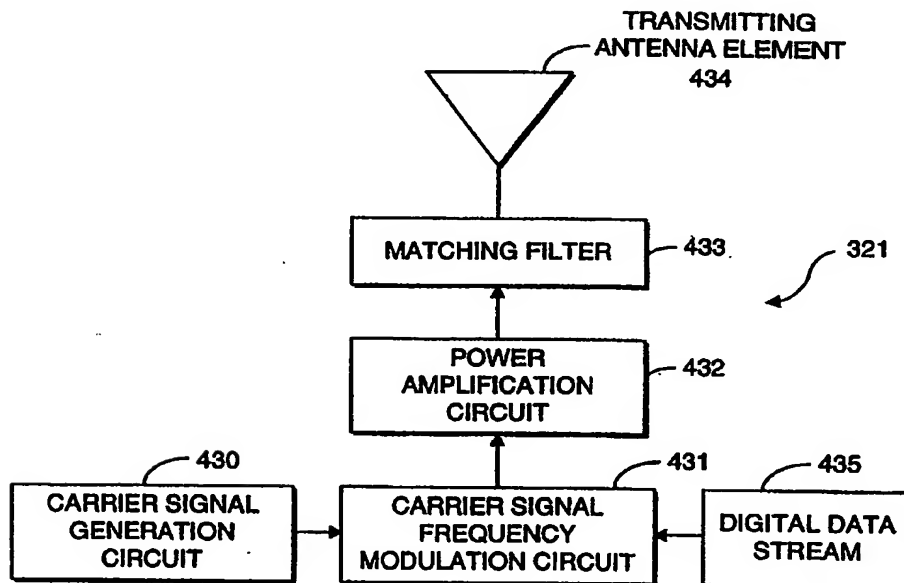 TRANSMITTING
ANTENNA ELEMENT
434
MATCHING FILTER
433
321
POWER
AMPLIFICATION
CIRCUIT
432
430
CARRIER SIGNAL
GENERATION
CIRCUIT
431
CARRIER SIGNAL
FREQUENCY
MODULATION CIRCUIT
435
DIGITAL DATA
STREAM